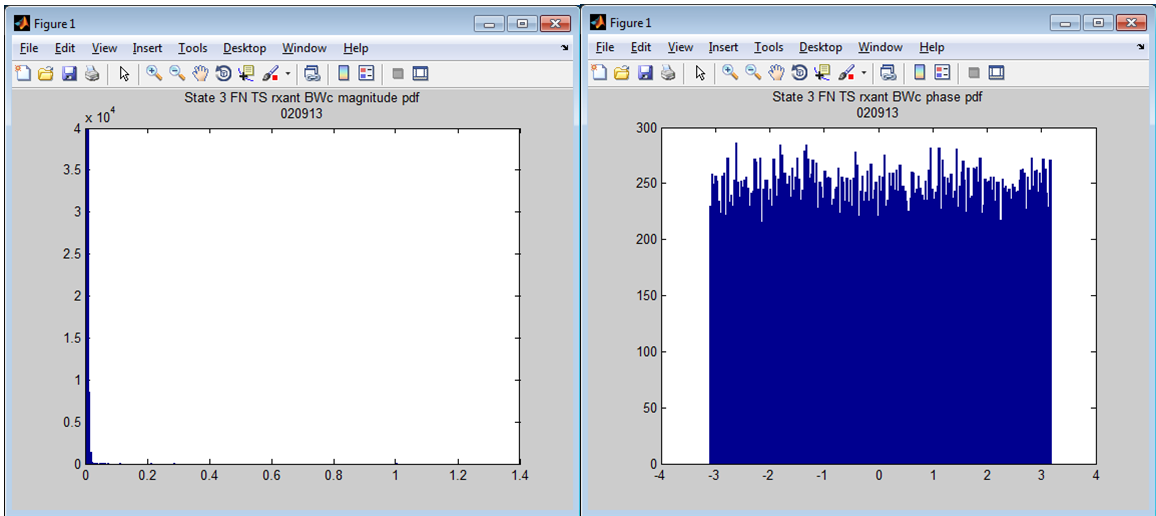 Figure 1
File Edit View Insert Tools Desktop Window Help
State 3 FN TS rxant BWc magnitude pdf
020913
x 10^4
4
3.5
3
2.5
2
1.5
1
0.5
0
0 0.2 0.4 0.6 0.8 1 1.2 1.4
Figure 1
File Edit View Insert Tools Desktop Window Help
State 3 FN TS rxant BWc phase pdf
020913
300
250
200
150
100
50
0
-4 -3 -2 -1 0 1 2 3 4